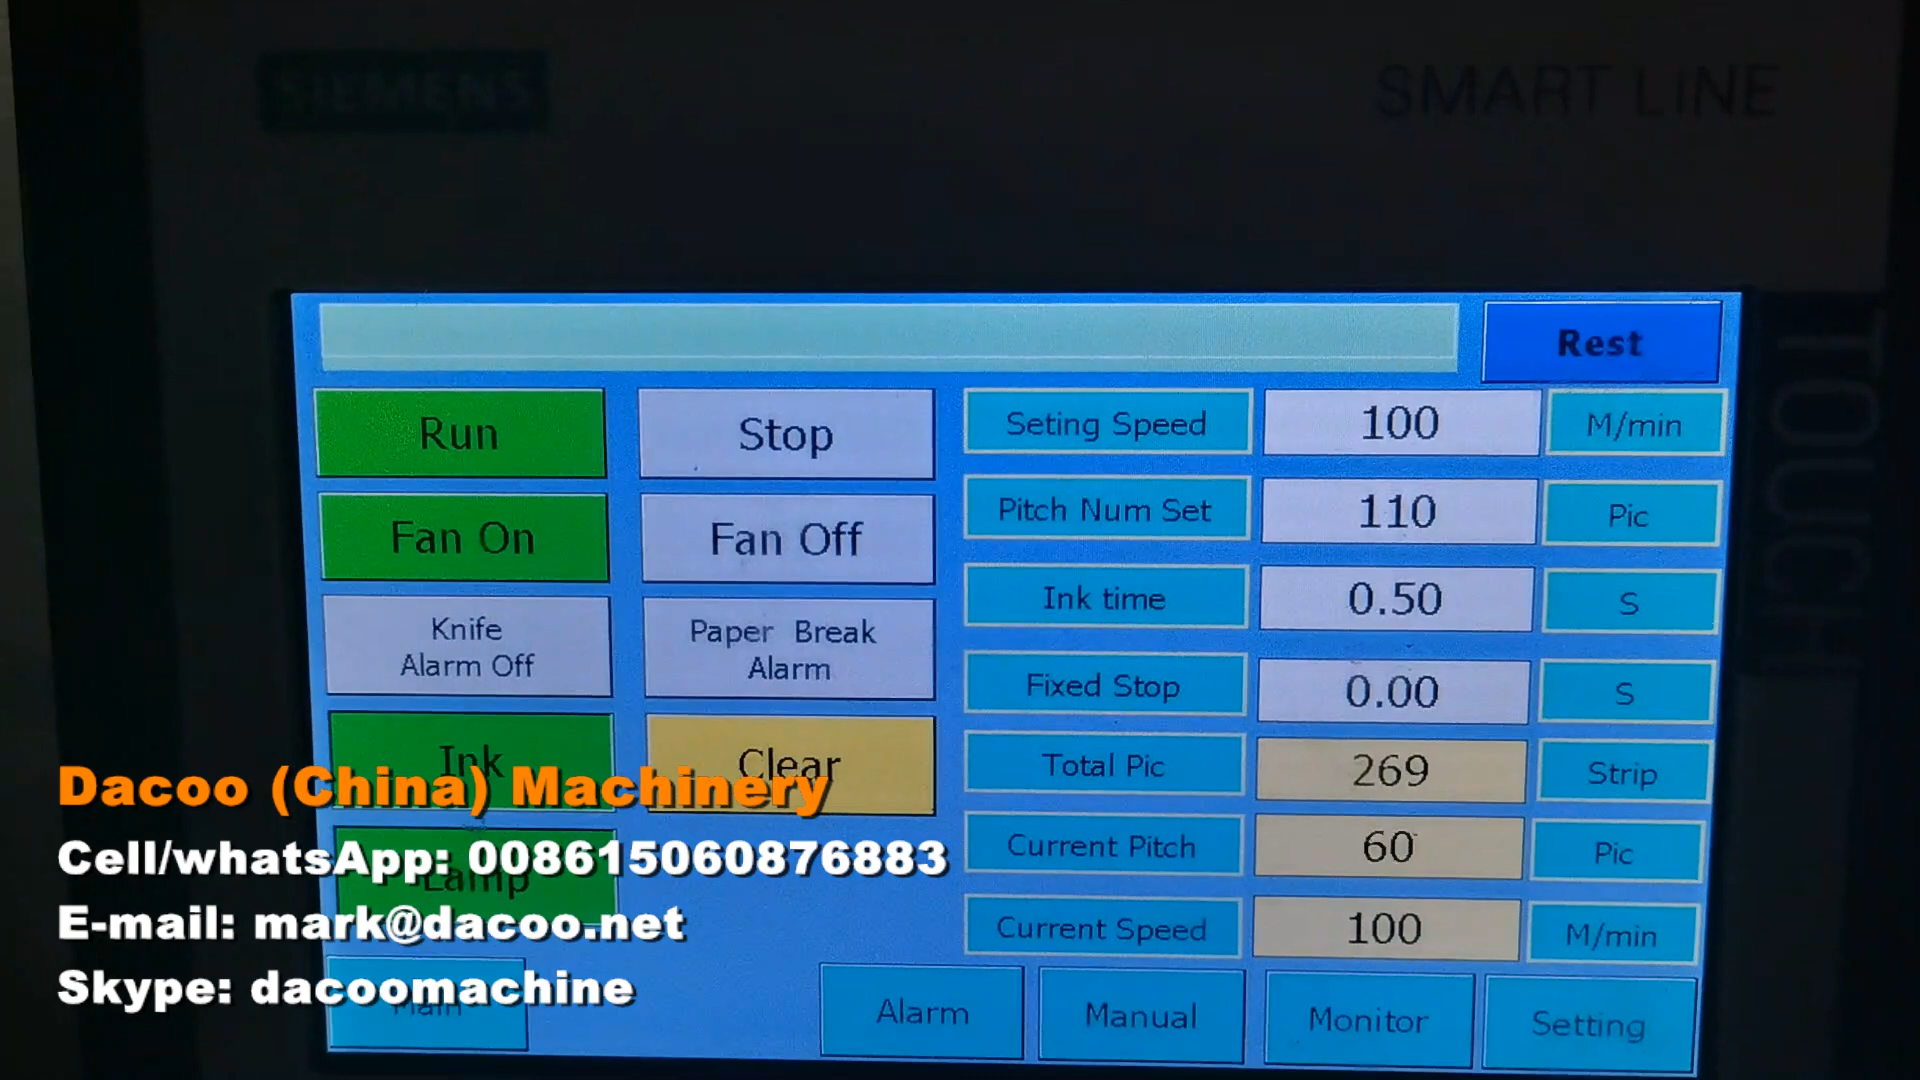 SIEMENS
SMART LINE
TOUCH
Rest
Run
Stop
Seting Speed
100
M/min
Fan On
Fan Off
Pitch Num Set
110
Pic
Knife
Alarm Off
Paper Break
Alarm
Ink time
0.50
S
Fixed Stop
0.00
S
Ink
Clear
Total Pic
269
Strip
Lamp
Current Pitch
60
Pic
Current Speed
100
M/min
Main
Alarm
Manual
Monitor
Setting
Dacoo (China) Machinery
Cell/whatsApp: 008615060876883
E-mail: mark@dacoo.net
Skype: dacoomachine